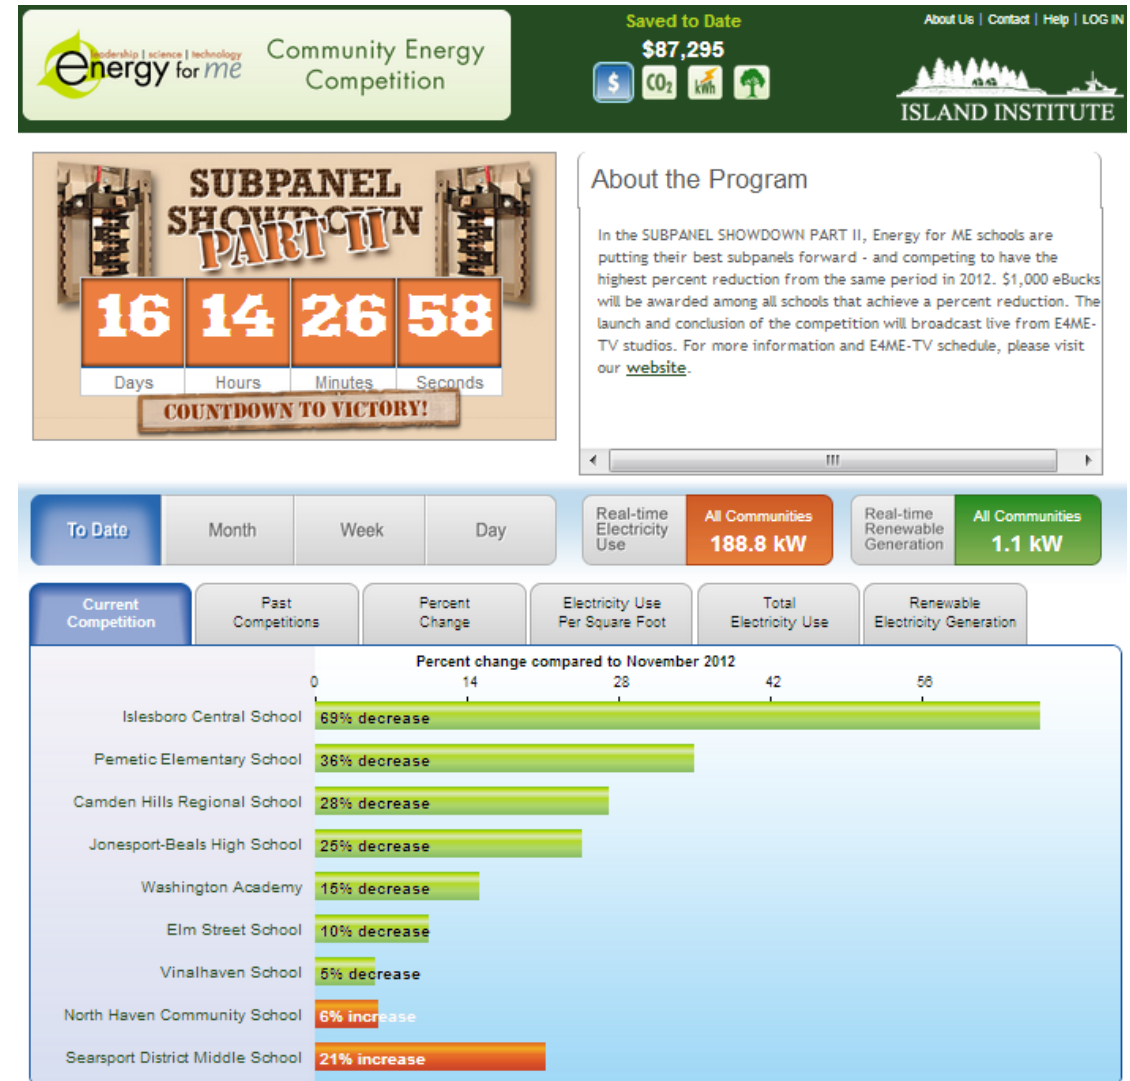 leadership | science | technology
energy for me
Community Energy
Competition
Saved to Date
$87,295
$
CO2
kWh
About Us | Contact | Help | LOG IN
ISLAND INSTITUTE
SUBPANEL
SHOWDOWN
PART II
16 14 26 58
Days Hours Minutes Seconds
COUNTDOWN TO VICTORY!
About the Program
In the SUBPANEL SHOWDOWN PART II, Energy for ME schools are
putting their best subpanels forward - and competing to have the
highest percent reduction from the same period in 2012. $1,000 eBucks
will be awarded among all schools that achieve a percent reduction. The
launch and conclusion of the competition will broadcast live from E4ME-
TV studios. For more information and E4ME-TV schedule, please visit
our website.
To Date Month Week Day
Real-time
Electricity
Use
All Communities
188.8 kW
Real-time
Renewable
Generation
All Communities
1.1 kW
Current
Competition
Past
Competitions
Percent
Change
Electricity Use
Per Square Foot
Total
Electricity Use
Renewable
Electricity Generation
Percent change compared to November 2012
0 14 28 42 56
Islesboro Central School 69% decrease
Pemetic Elementary School 36% decrease
Camden Hills Regional School 28% decrease
Jonesport-Beals High School 25% decrease
Washington Academy 15% decrease
Elm Street School 10% decrease
Vinalhaven School 5% decrease
North Haven Community School 6% increase
Searsport District Middle School 21% increase